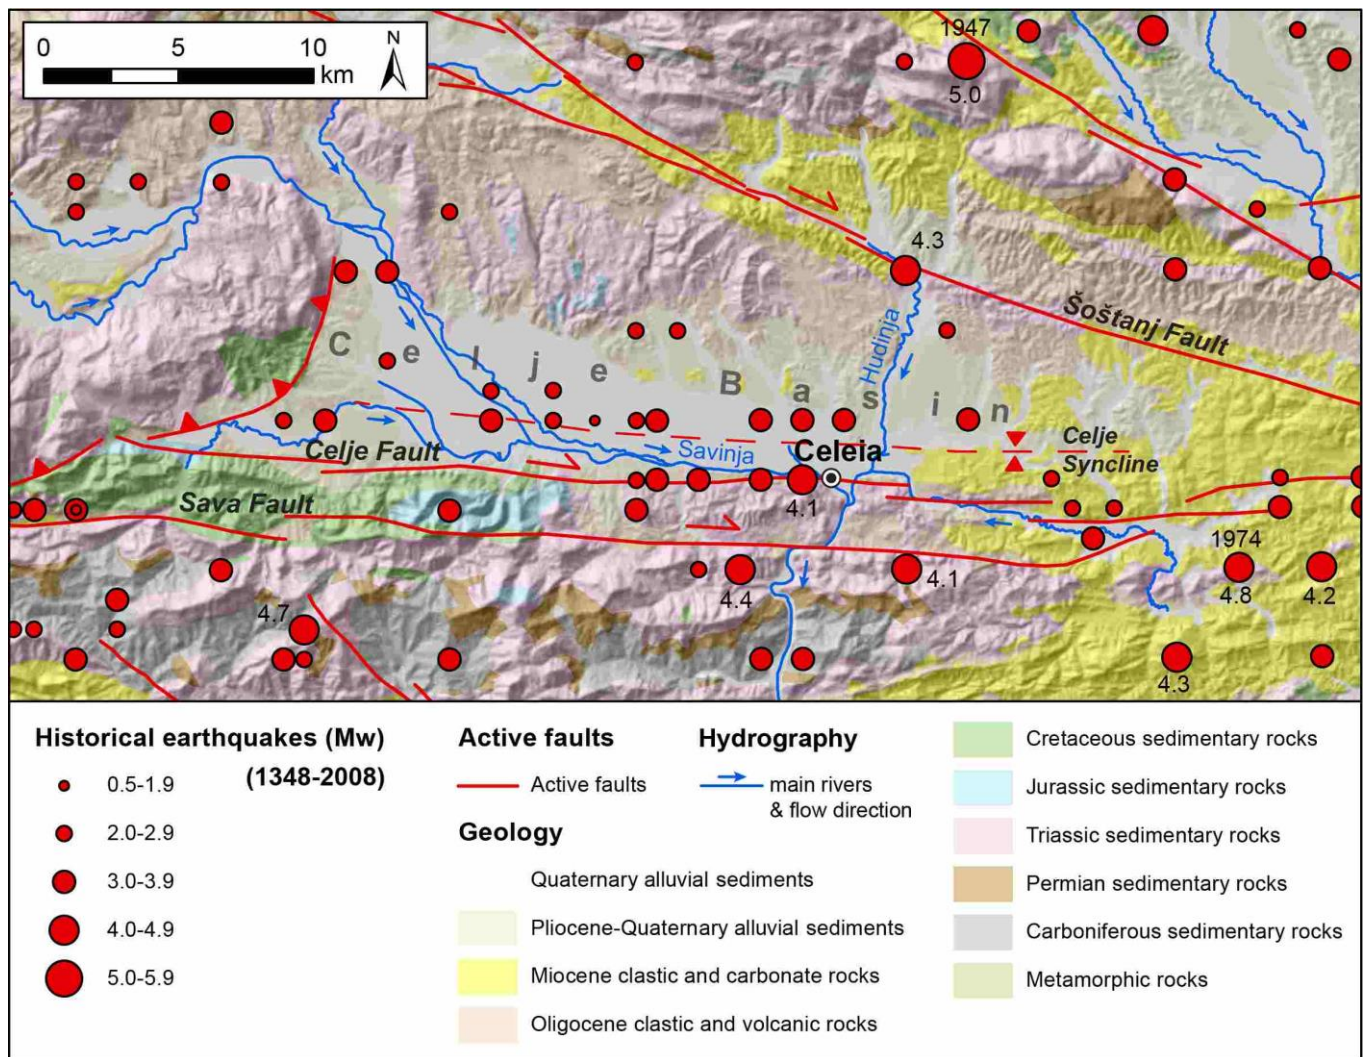 0 5 10
km
N
1947
5.0
4.3
Šoštanj Fault
Hudinja
Celje Basin
Celje Fault
Savinja
Celeia
Celje
Syncline
Sava Fault
4.1
1974
4.4
4.1
4.8
4.2
4.7
4.3
Historical earthquakes (Mw)
(1348-2008)
0.5-1.9
2.0-2.9
3.0-3.9
4.0-4.9
5.0-5.9
Active faults
Active faults
Geology
Quaternary alluvial sediments
Pliocene-Quaternary alluvial sediments
Miocene clastic and carbonate rocks
Oligocene clastic and volcanic rocks
Hydrography
main rivers
& flow direction
Cretaceous sedimentary rocks
Jurassic sedimentary rocks
Triassic sedimentary rocks
Permian sedimentary rocks
Carboniferous sedimentary rocks
Metamorphic rocks